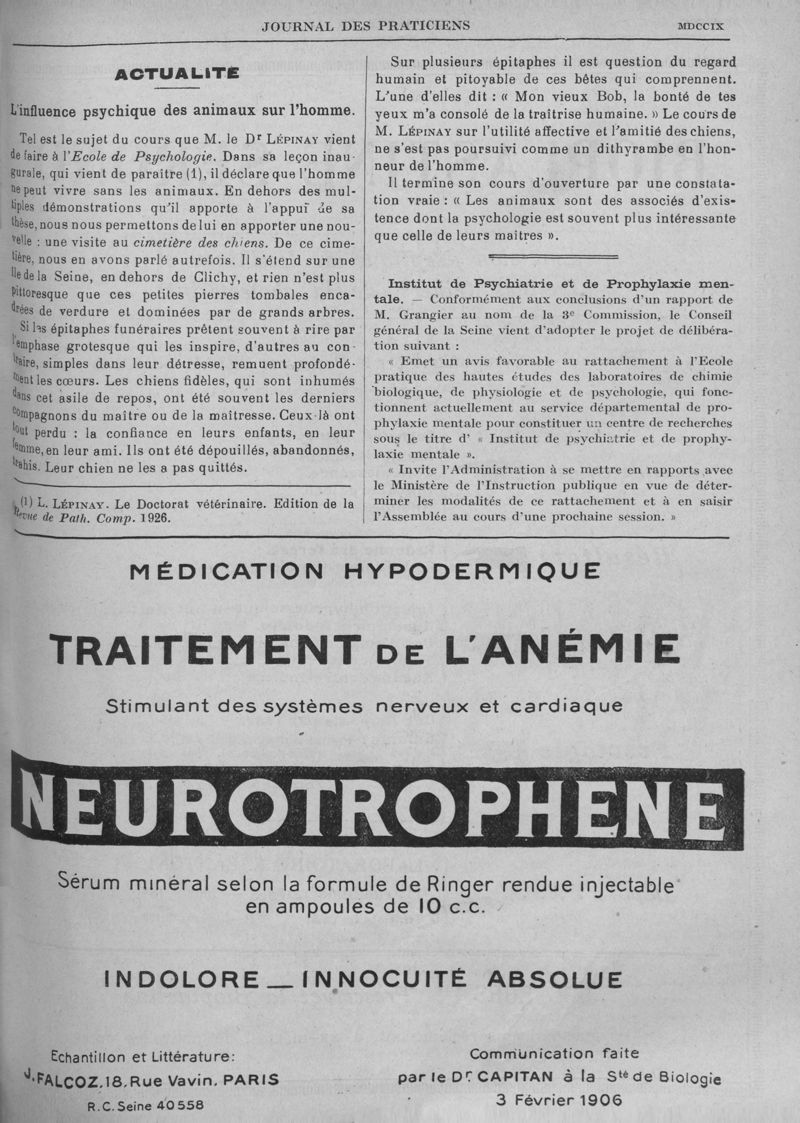 JOURNAL DES PRATICIENS
MDCCIX
ACTUALITÉ
L'influence psychique des animaux sur l'homme.
Tel est le sujet du cours que M. le Dr LÉPINAY vient
de faire à l'Ecole de Psychologie. Dans sa leçon inau-
gurale, qui vient de paraître (1), il déclare que l'homme
ne peut vivre sans les animaux. En dehors des mul-
tiples démonstrations qu'il apporte à l'appui de sa
thèse, nous nous permettons de lui en apporter une nou-
velle : une visite au cimetière des chiens. De ce cime-
tière, nous en avons parlé autrefois. Il s'étend sur une
île de la Seine, en dehors de Clichy, et rien n'est plus
pittoresque que ces petites pierres tombales enca-
drées de verdure et dominées par de grands arbres.
Si les épitaphes funéraires prêtent souvent à rire par
l'emphase grotesque qui les inspire, d'autres au con-
traire, simples dans leur détresse, remuent profondé-
ment les cœurs. Les chiens fidèles, qui sont inhumés
dans cet asile de repos, ont été souvent les derniers
compagnons du maître ou de la maîtresse. Ceux-là ont
tout perdu : la confiance en leurs enfants, en leur
femme, en leur ami. Ils ont été dépouillés, abandonnés,
trahis. Leur chien ne les a pas quittés.
(1) L. LÉPINAY. Le Doctorat vétérinaire. Edition de la
Revue de Path. Comp. 1926.
Sur plusieurs épitaphes il est question du regard
humain et pitoyable de ces bêtes qui comprennent.
L'une d'elles dit : « Mon vieux Bob, la bonté de tes
yeux m'a consolé de la traîtrise humaine. » Le cours de
M. LÉPINAY sur l'utilité affective et l'amitié des chiens,
ne s'est pas poursuivi comme un dithyrambe en l'hon-
neur de l'homme.
Il termine son cours d'ouverture par une constata-
tion vraie : « Les animaux sont des associés d'exis-
tence dont la psychologie est souvent plus intéressante
que celle de leurs maîtres ».
Institut de Psychiatrie et de Prophylaxie men-
tale. — Conformément aux conclusions d'un rapport de
M. Grangier au nom de la 3e Commission, le Conseil
général de la Seine vient d'adopter le projet de délibéra-
tion suivant :
« Emet un avis favorable au rattachement à l'Ecole
pratique des hautes études des laboratoires de chimie
biologique, de physiologie et de psychologie, qui fonc-
tionnent actuellement au service départemental de pro-
phylaxie mentale pour constituer un centre de recherches
sous le titre d' « Institut de psychiatrie et de prophy-
laxie mentale ».
« Invite l'Administration à se mettre en rapports avec
le Ministère de l'Instruction publique en vue de déter-
miner les modalités de ce rattachement et à en saisir
l'Assemblée au cours d'une prochaine session. »
MÉDICATION HYPODERMIQUE
TRAITEMENT DE L'ANÉMIE
Stimulant des systèmes nerveux et cardiaque
NEUROTROPHENE
Sérum minéral selon la formule de Ringer rendue injectable
en ampoules de 10 c.c.
INDOLORE — INNOCUITÉ ABSOLUE
Echantillon et Littérature:
J. FALCOZ, 18, Rue Vavin, PARIS
R.C. Seine 40558
Communication faite
par le Dr CAPITAN à la Sté de Biologie
3 Février 1906